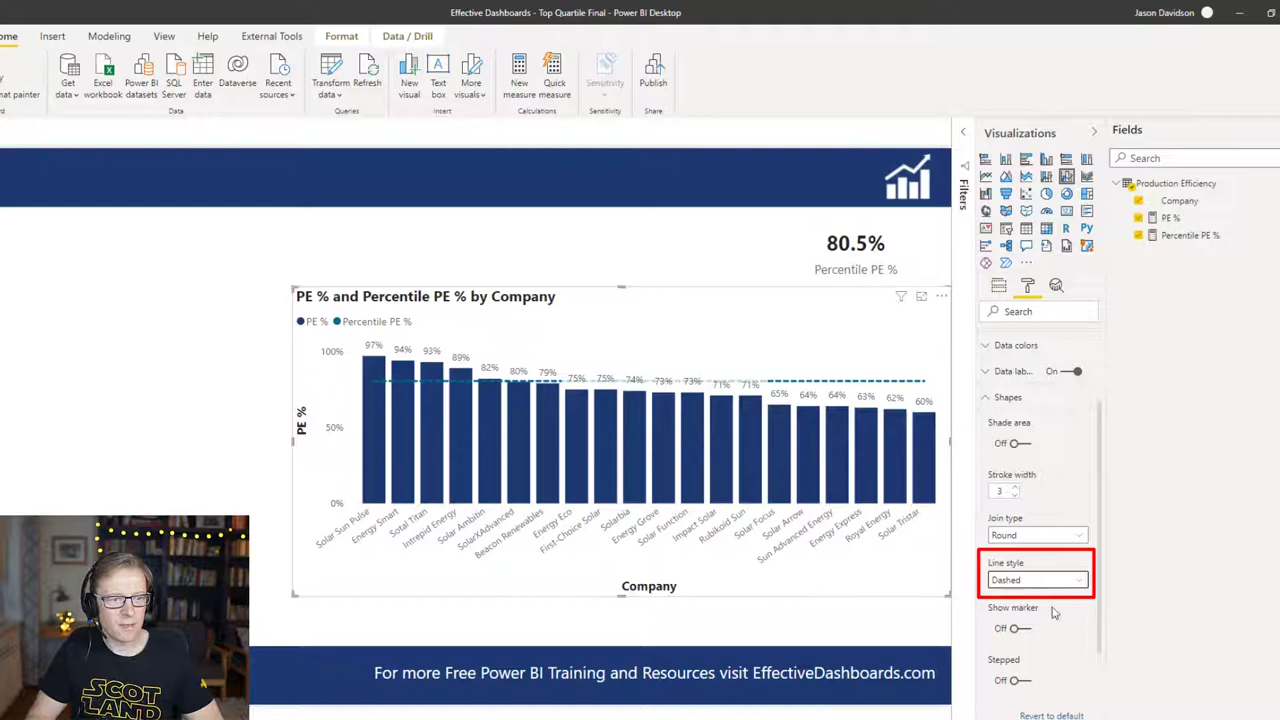 Effective Dashboards - Top Quartile Final - Power BI Desktop
Jason Davidson
ome Insert Modeling View Help External Tools Format Data / Drill
mat painter
Get data
Excel workbook
Power BI datasets
SQL Server
Enter data
Dataverse
Recent sources
Transform data
Refresh
New visual
Text box
More visuals
New measure
Quick measure
Sensitivity
Publish
Data Queries Insert Calculations Sensitivity Share
80.5%
Percentile PE %
PE % and Percentile PE % by Company
PE % Percentile PE %
100%
50%
0%
PE %
97% 94% 93% 89% 82% 80% 79% 75% 75% 74% 73% 73% 71% 71% 65% 64% 64% 63% 62% 60%
Solar Sun Pulse
Energy Smart
Sostal Titan
Intrepid Energy
Solar Ambitin
SolarXAdvanced
Beacon Renewables
Energy Eco
First-Choice Solar
Solarbia
Energy Grove
Solar Function
Impact Solar
Rubikoid Sun
Solar Focus
Solar Arrow
Sun Advanced Energy
Energy Express
Royal Energy
Solar Tristar
Company
For more Free Power BI Training and Resources visit EffectiveDashboards.com
SCOT
LAND
Filters
Visualizations
R Py
Search
Data colors
Data lab... On
Shapes
Shade area
Off
Stroke width
3
Join type
Round
Line style
Dashed
Show marker
Off
Stepped
Off
Revert to default
Fields
Search
Production Efficiency
Company
PE %
Percentile PE %